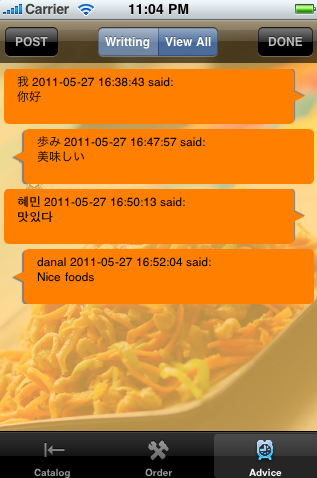 Carrier 11:04 PM
POST Writting View All DONE
我 2011-05-27 16:38:43 said:
你好
歩み 2011-05-27 16:47:57 said:
美味しい
혜민 2011-05-27 16:50:13 said:
맛있다
danal 2011-05-27 16:52:04 said:
Nice foods
Catalog Order Advice